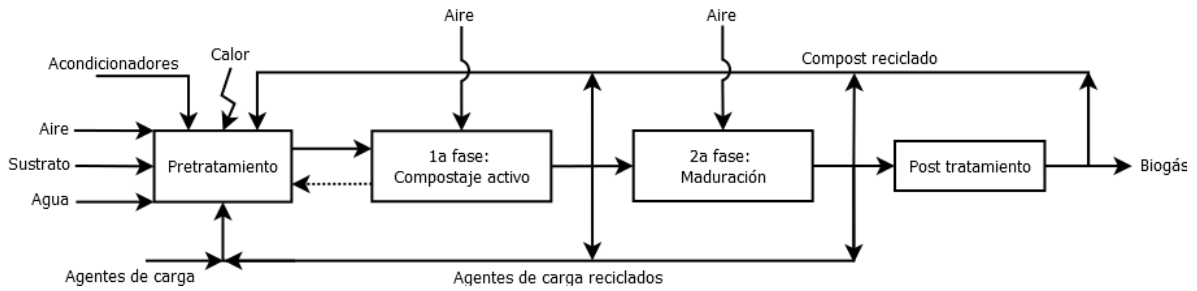 Aire
Aire
Calor
Acondicionadores
Compost reciclado
Aire
Sustrato
Agua
Pretratamiento
1a fase:
Compostaje activo
2a fase:
Maduración
Post tratamiento
Biogás
Agentes de carga
Agentes de carga reciclados